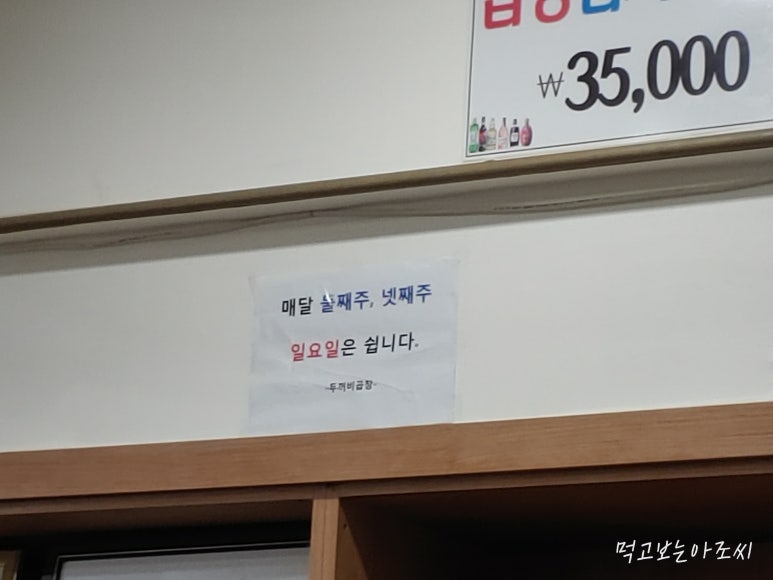 ₩35,000
매달 둘째주, 넷째주
일요일은 쉽니다.
-두꺼비곱창-
먹고보는아조씨